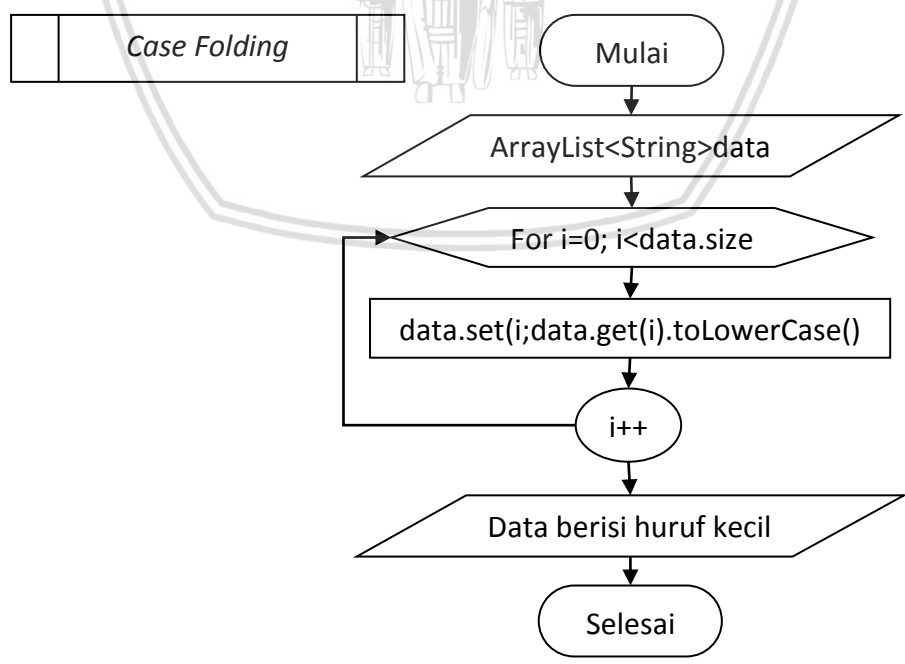 Case Folding
Mulai
ArrayList<String>data
For i=0; i<data.size
data.set(i;data.get(i).toLowerCase()
i++
Data berisi huruf kecil
Selesai